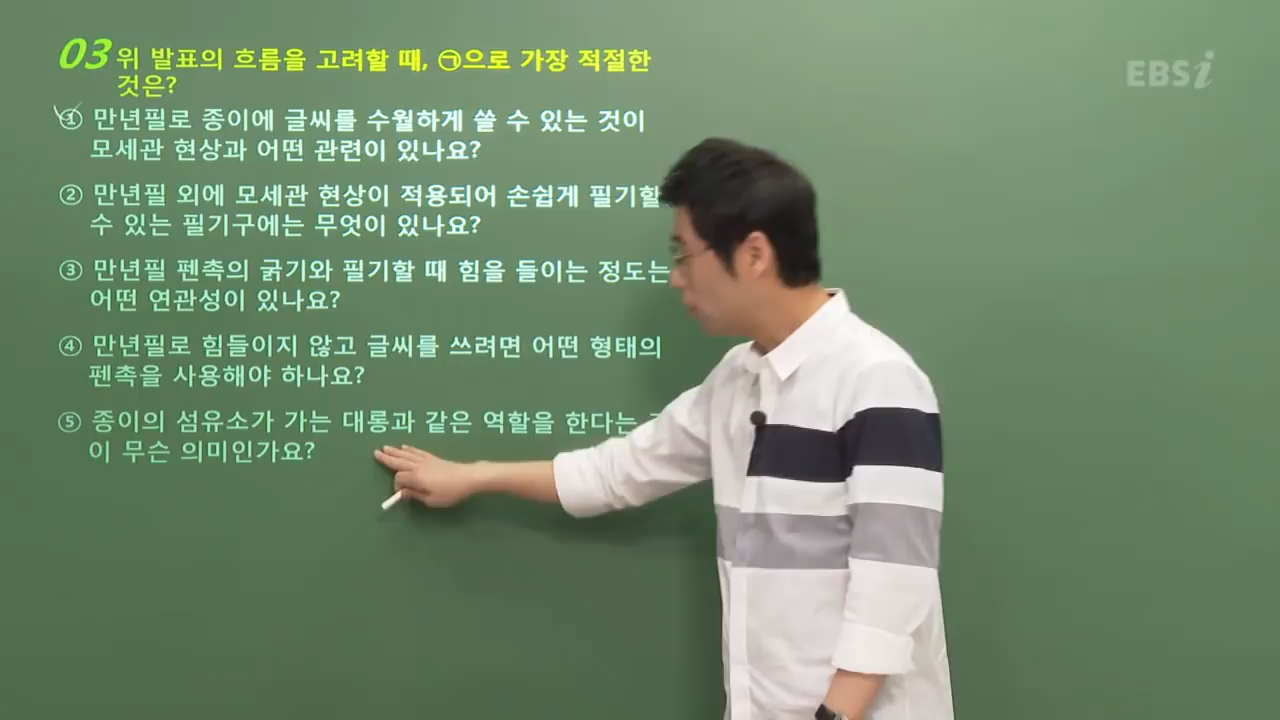 03 위 발표의 흐름을 고려할 때, ㉠으로 가장 적절한
것은?
EBSi
① 만년필로 종이에 글씨를 수월하게 쓸 수 있는 것이
모세관 현상과 어떤 관련이 있나요?
② 만년필 외에 모세관 현상이 적용되어 손쉽게 필기할
수 있는 필기구에는 무엇이 있나요?
③ 만년필 펜촉의 굵기와 필기할 때 힘을 들이는 정도는
어떤 연관성이 있나요?
④ 만년필로 힘들이지 않고 글씨를 쓰려면 어떤 형태의
펜촉을 사용해야 하나요?
⑤ 종이의 섬유소가 가는 대롱과 같은 역할을 한다는
이 무슨 의미인가요?